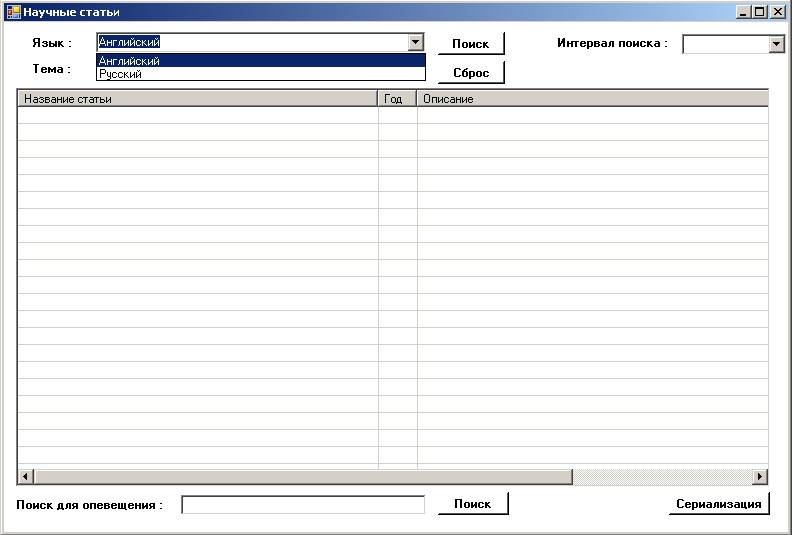 Научные статьи
Язык : Английский Поиск Интервал поиска :
Английский
Тема : Русский Сброс
Название статьи Год Описание
Поиск для опевещения : Поиск Сериализация